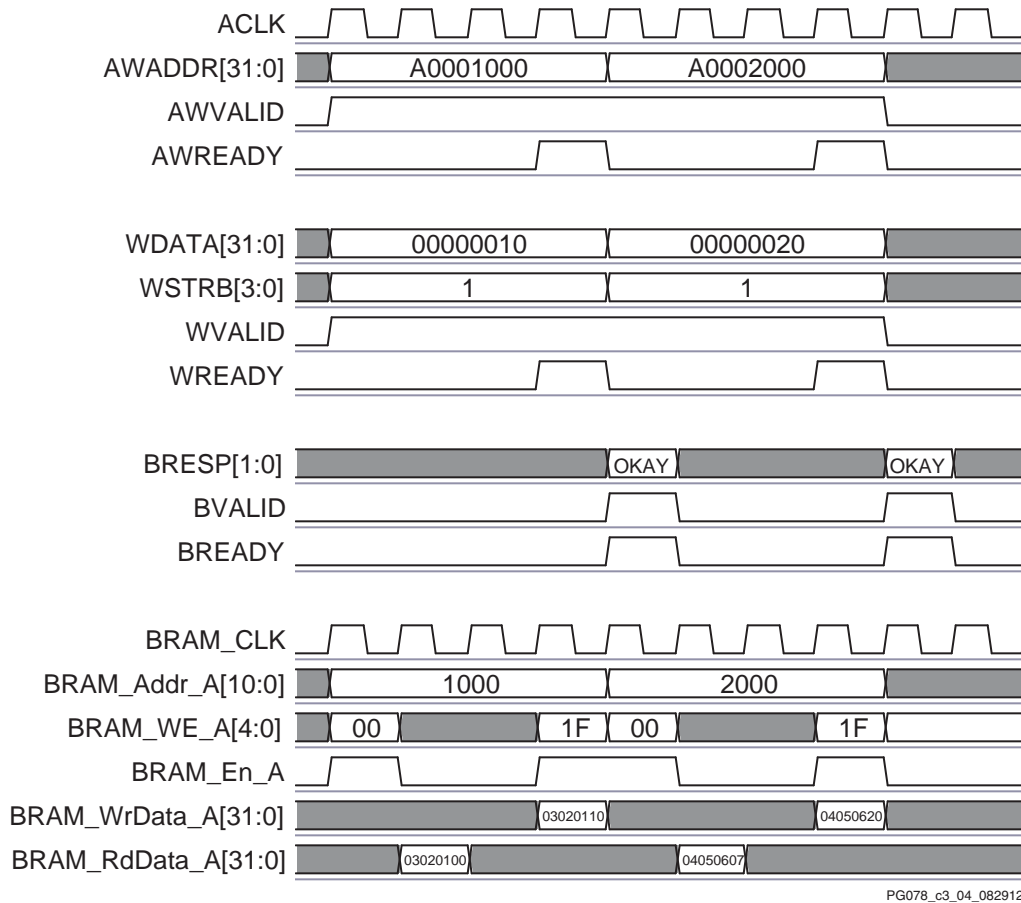 ACLK
AWADDR[31:0] A0001000 A0002000
AWVALID
AWREADY
WDATA[31:0] 00000010 00000020
WSTRB[3:0] 1 1
WVALID
WREADY
BRESP[1:0] OKAY OKAY
BVALID
BREADY
BRAM_CLK
BRAM_Addr_A[10:0] 1000 2000
BRAM_WE_A[4:0] 00 1F 00 1F
BRAM_En_A
BRAM_WrData_A[31:0] 03020110 04050620
BRAM_RdData_A[31:0] 03020100 04050607
PG078_c3_04_082912